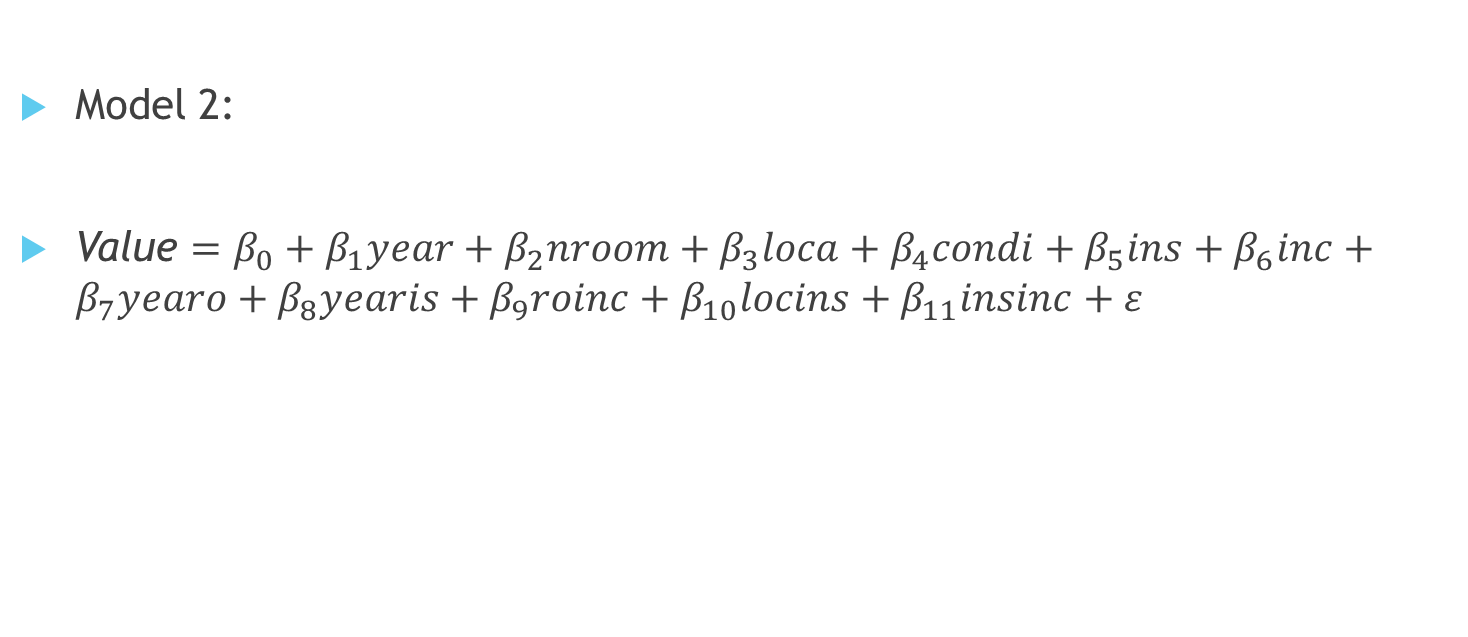 Model 2:
Value = β₀ + β₁year + β₂nroom + β₃loca + β₄condi + β₅ins + β₆inc +
β₇yearo + β₈yearis + β₉roinc + β₁₀locins + β₁₁insinc + ε